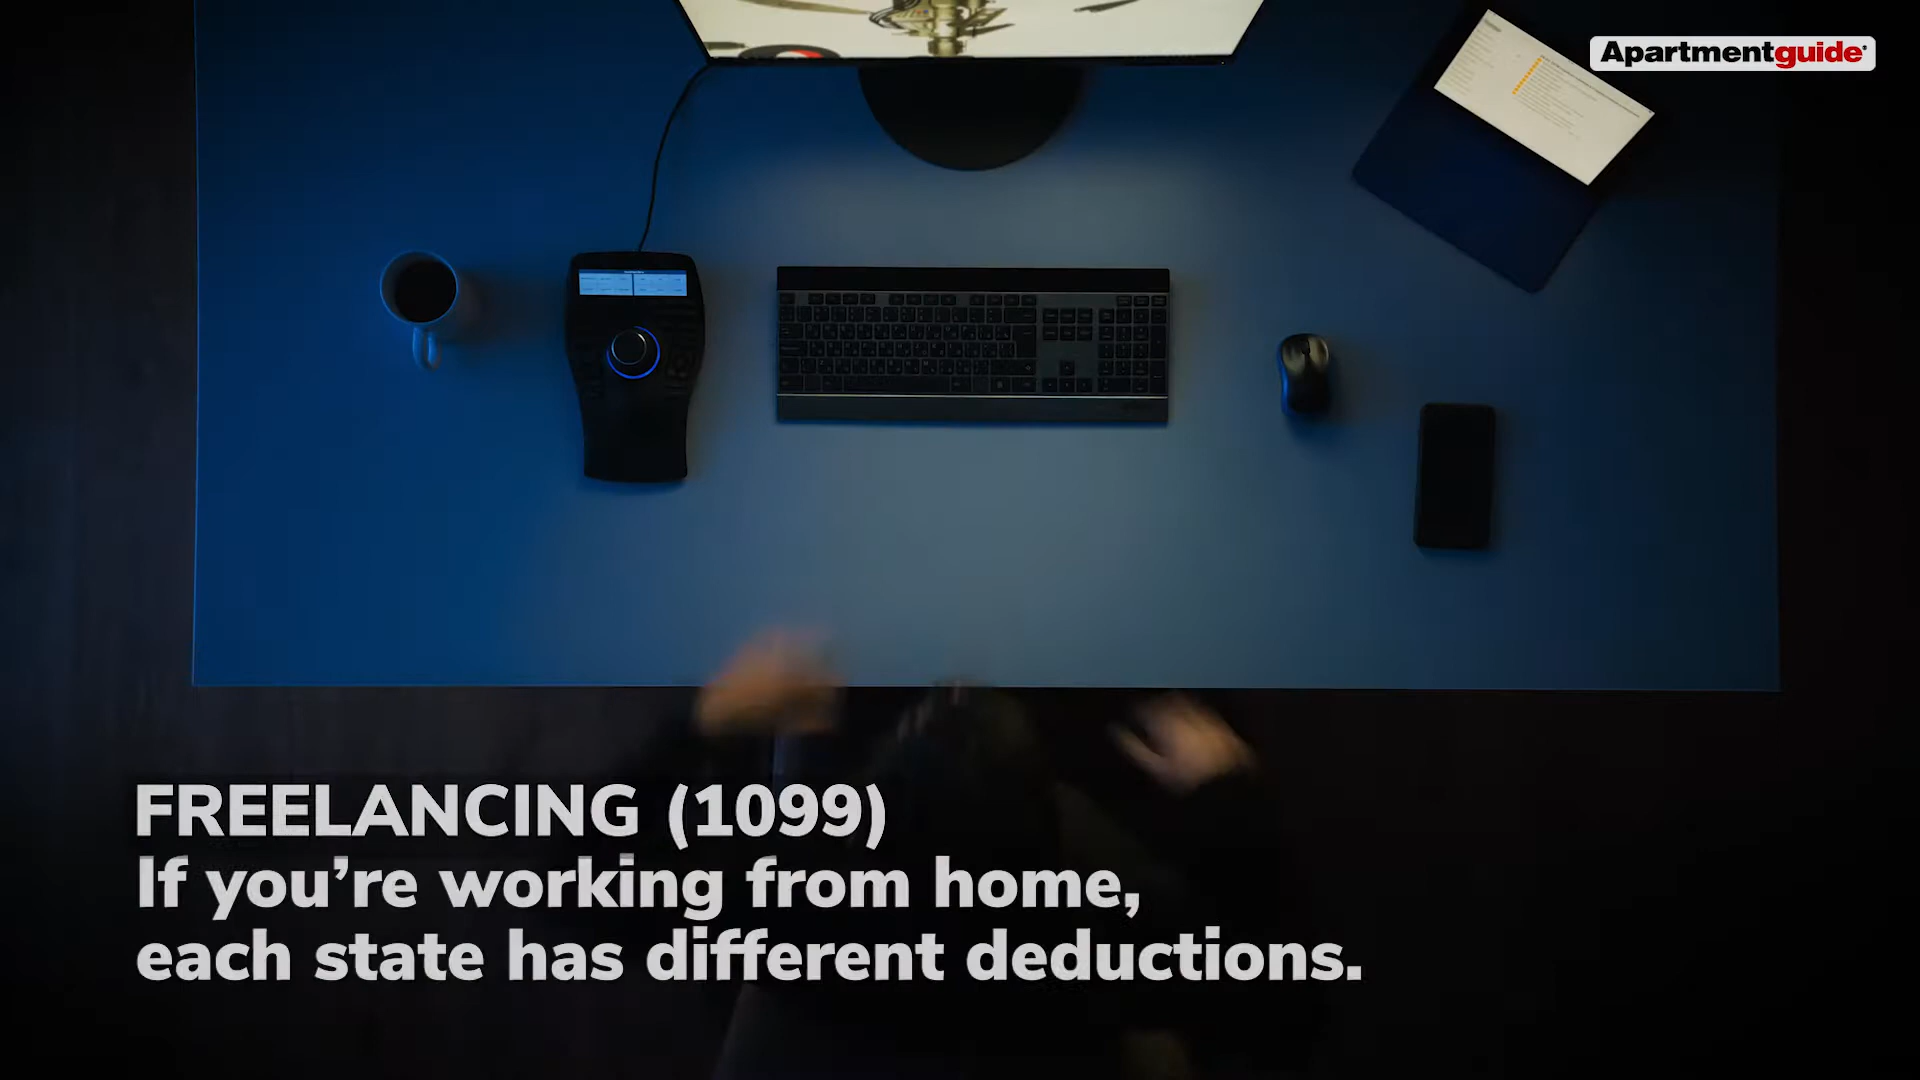 Apartmentguide
FREELANCING (1099)
If you’re working from home,
each state has different deductions.